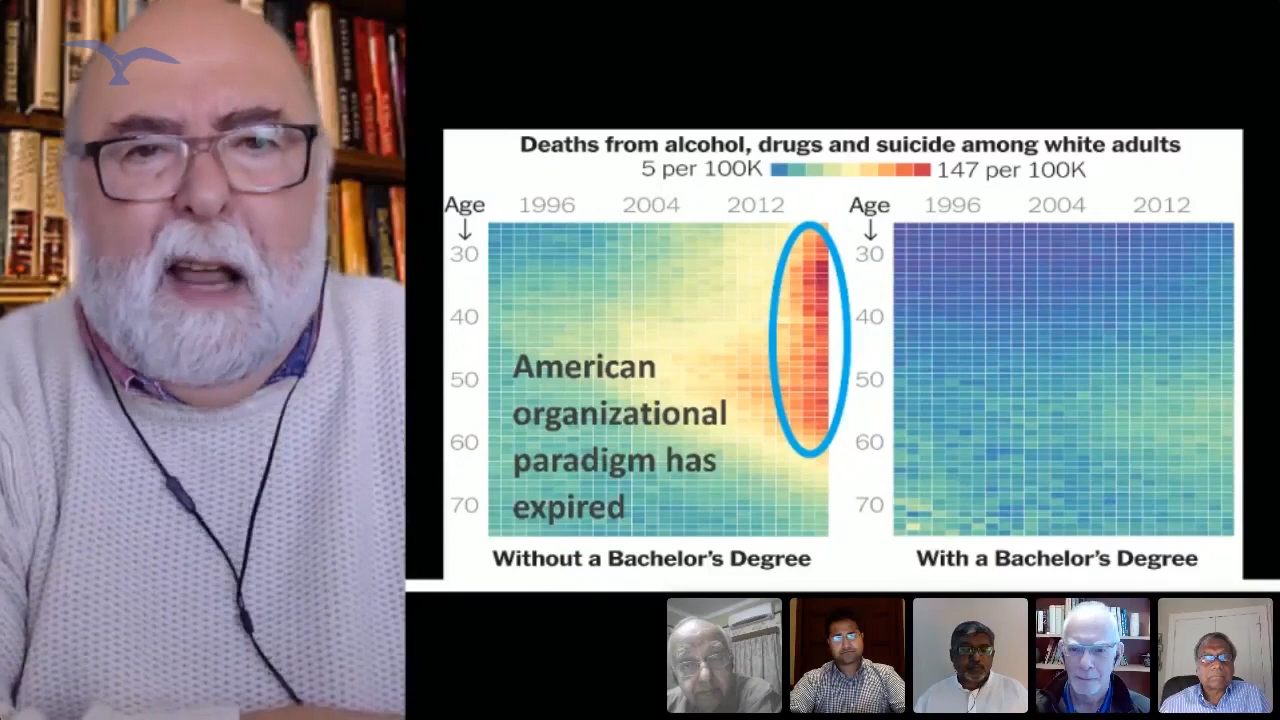 Deaths from alcohol, drugs and suicide among white adults
5 per 100K 147 per 100K
Age 1996 2004 2012
30
40
50
60
70
American
organizational
paradigm has
expired
Without a Bachelor's Degree
Age 1996 2004 2012
30
40
50
60
70
With a Bachelor's Degree